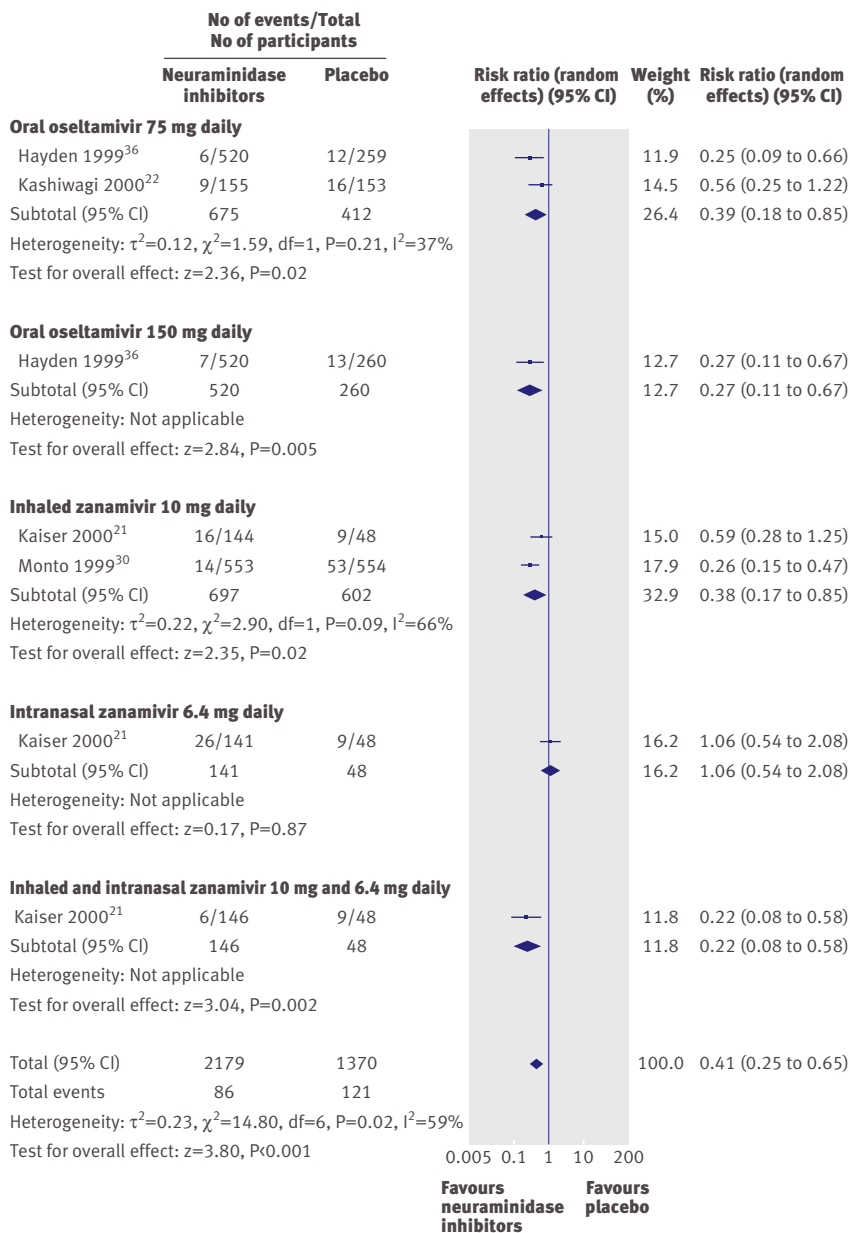 No of events/Total
No of participants
Neuraminidase inhibitors Placebo Risk ratio (random effects) (95% CI) Weight (%) Risk ratio (random effects) (95% CI)
Oral oseltamivir 75 mg daily
Hayden 1999³⁶ 6/520 12/259 11.9 0.25 (0.09 to 0.66)
Kashiwagi 2000²² 9/155 16/153 14.5 0.56 (0.25 to 1.22)
Subtotal (95% CI) 675 412 26.4 0.39 (0.18 to 0.85)
Heterogeneity: τ²=0.12, χ²=1.59, df=1, P=0.21, I²=37%
Test for overall effect: z=2.36, P=0.02
Oral oseltamivir 150 mg daily
Hayden 1999³⁶ 7/520 13/260 12.7 0.27 (0.11 to 0.67)
Subtotal (95% CI) 520 260 12.7 0.27 (0.11 to 0.67)
Heterogeneity: Not applicable
Test for overall effect: z=2.84, P=0.005
Inhaled zanamivir 10 mg daily
Kaiser 2000²¹ 16/144 9/48 15.0 0.59 (0.28 to 1.25)
Monto 1999³⁰ 14/553 53/554 17.9 0.26 (0.15 to 0.47)
Subtotal (95% CI) 697 602 32.9 0.38 (0.17 to 0.85)
Heterogeneity: τ²=0.22, χ²=2.90, df=1, P=0.09, I²=66%
Test for overall effect: z=2.35, P=0.02
Intranasal zanamivir 6.4 mg daily
Kaiser 2000²¹ 26/141 9/48 16.2 1.06 (0.54 to 2.08)
Subtotal (95% CI) 141 48 16.2 1.06 (0.54 to 2.08)
Heterogeneity: Not applicable
Test for overall effect: z=0.17, P=0.87
Inhaled and intranasal zanamivir 10 mg and 6.4 mg daily
Kaiser 2000²¹ 6/146 9/48 11.8 0.22 (0.08 to 0.58)
Subtotal (95% CI) 146 48 11.8 0.22 (0.08 to 0.58)
Heterogeneity: Not applicable
Test for overall effect: z=3.04, P=0.002
Total (95% CI) 2179 1370 100.0 0.41 (0.25 to 0.65)
Total events 86 121
Heterogeneity: τ²=0.23, χ²=14.80, df=6, P=0.02, I²=59%
Test for overall effect: z=3.80, P<0.001
0.005 0.1 1 10 200
Favours neuraminidase inhibitors Favours placebo